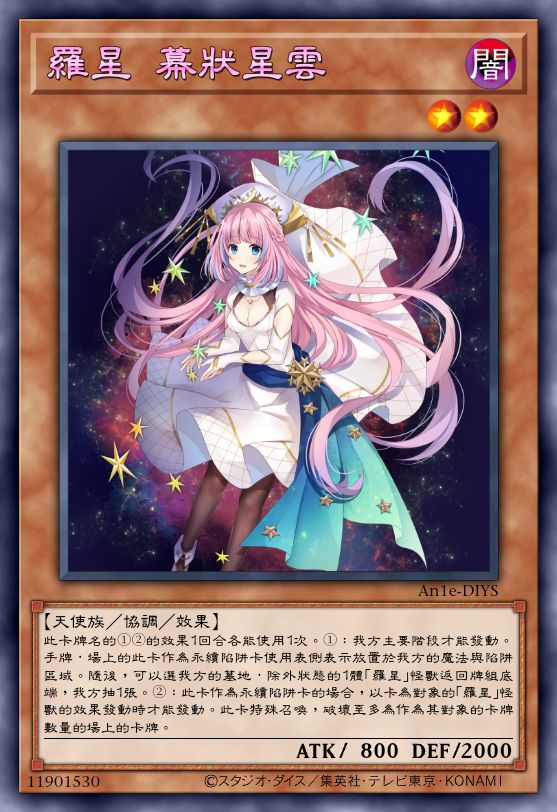 羅星 幕狀星雲
闇
An1e-DIYS
【天使族／協調／效果】
此卡牌名的①②的效果1回合各能使用1次。①：我方主要階段才能發動。
手牌．場上的此卡作為永續陷阱卡使用表側表示放置於我方的魔法與陷阱
區域。隨後，可以選我方的墓地．除外狀態的1體「羅星」怪獸返回牌組底
端，我方抽1張。②：此卡作為永續陷阱卡的場合，以卡為對象的「羅星」怪
獸的效果發動時才能發動。此卡特殊召喚，破壞至多為作為其對象的卡牌
數量的場上的卡牌。
ATK/ 800 DEF/2000
11901530 ©スタジオ・ダイス／集英社・テレビ東京・KONAMI